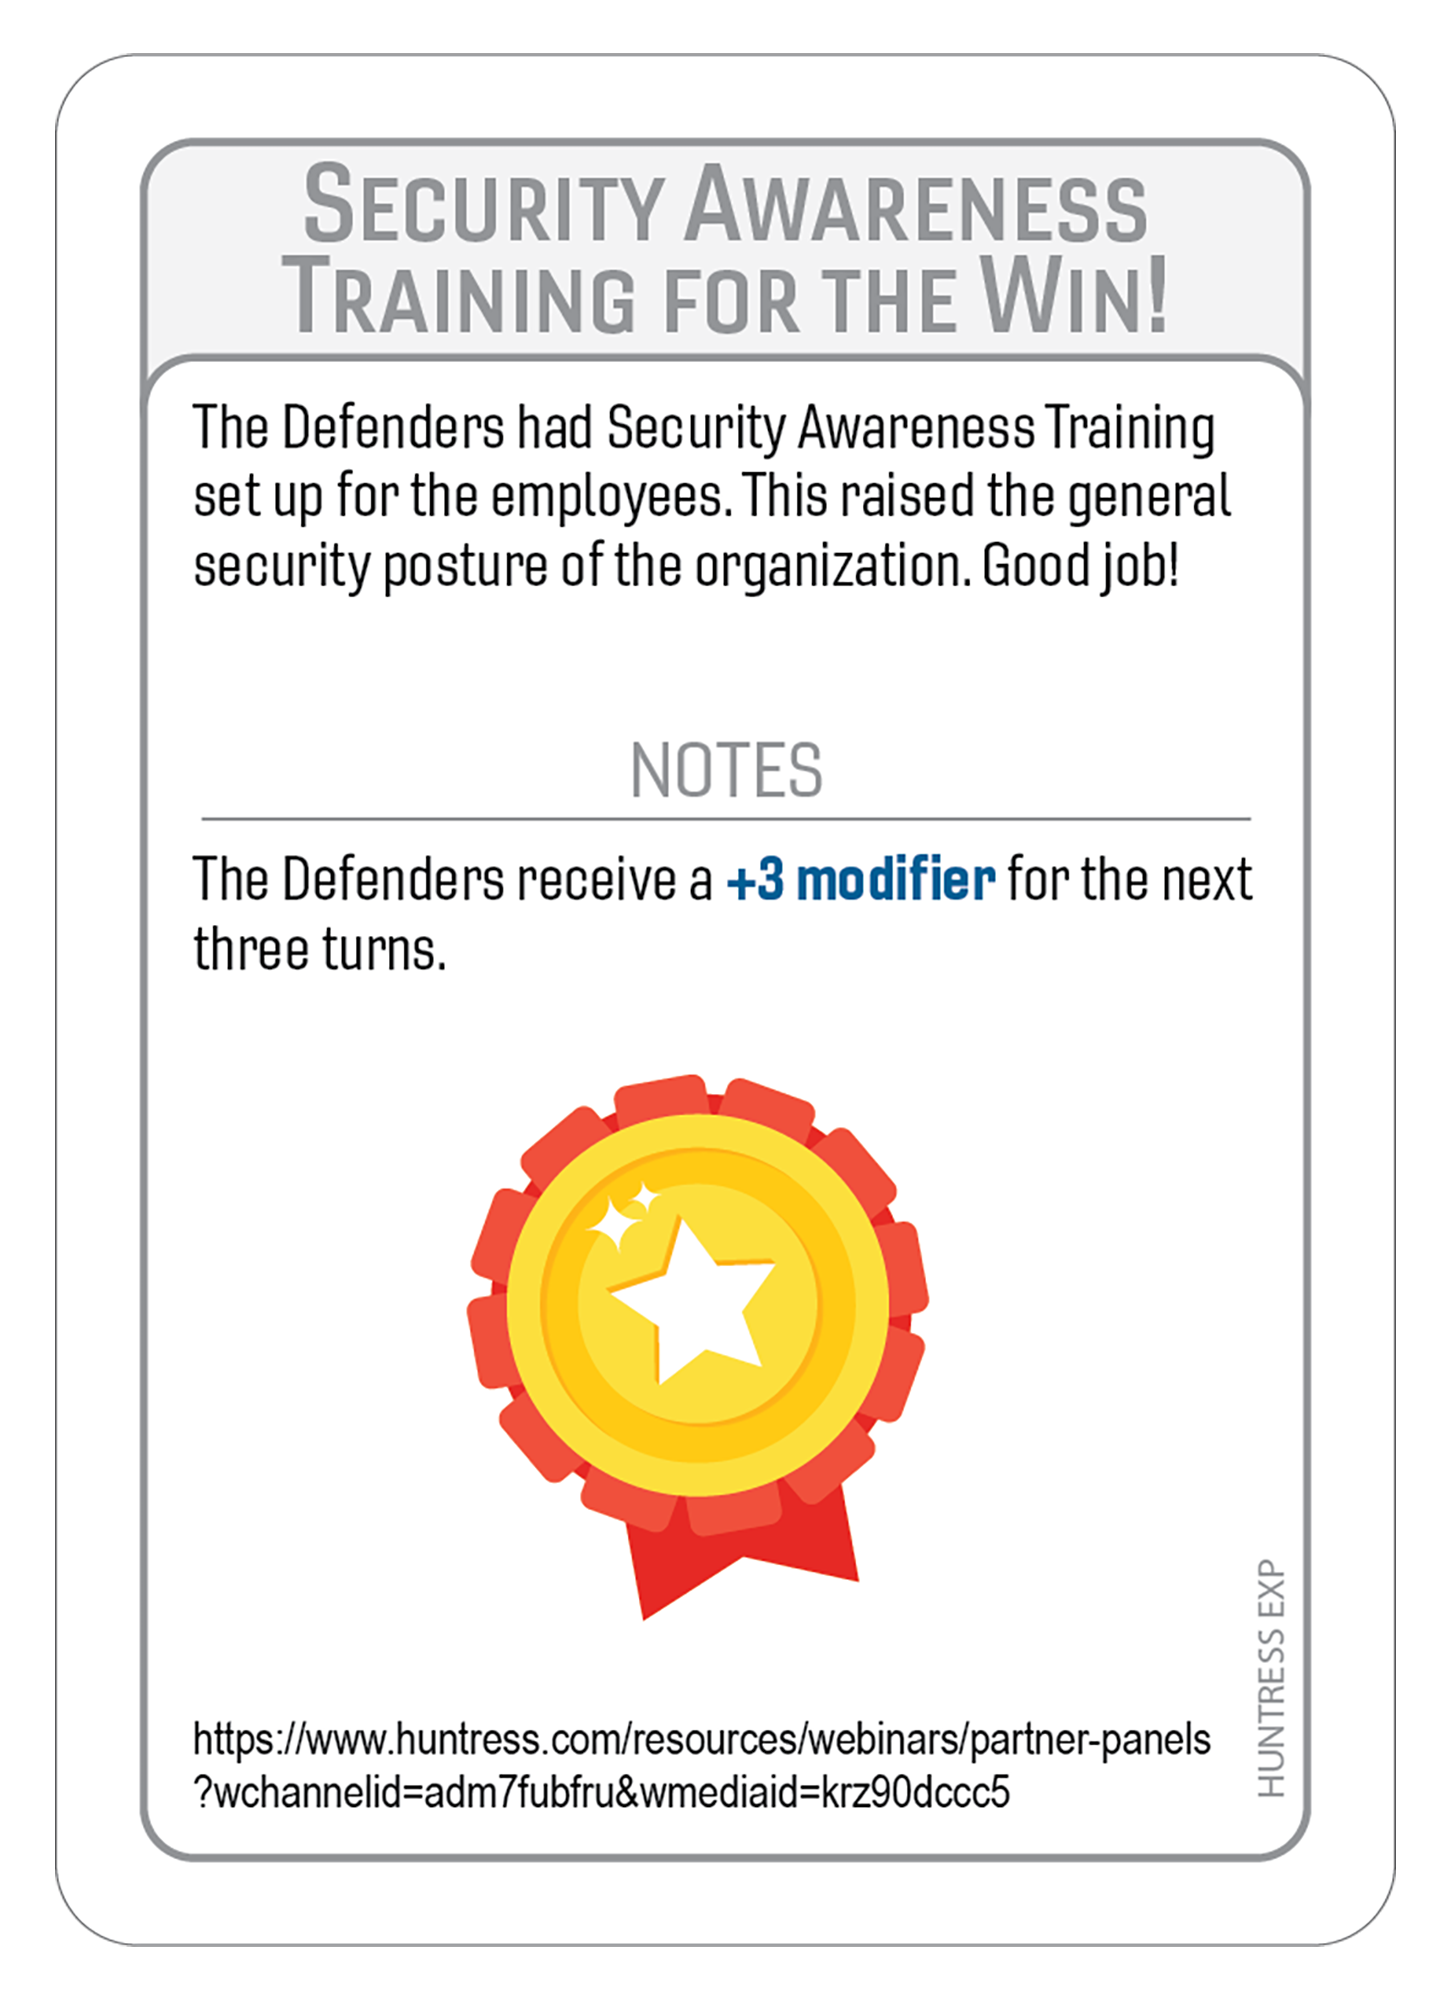 Security Awareness
Training for the Win!
The Defenders had Security Awareness Training
set up for the employees. This raised the general
security posture of the organization. Good job!
NOTES
The Defenders receive a +3 modifier for the next
three turns.
HUNTRESS EXP
https://www.huntress.com/resources/webinars/partner-panels
?wchannelid=adm7fubfru&wmediaid=krz90dccc5